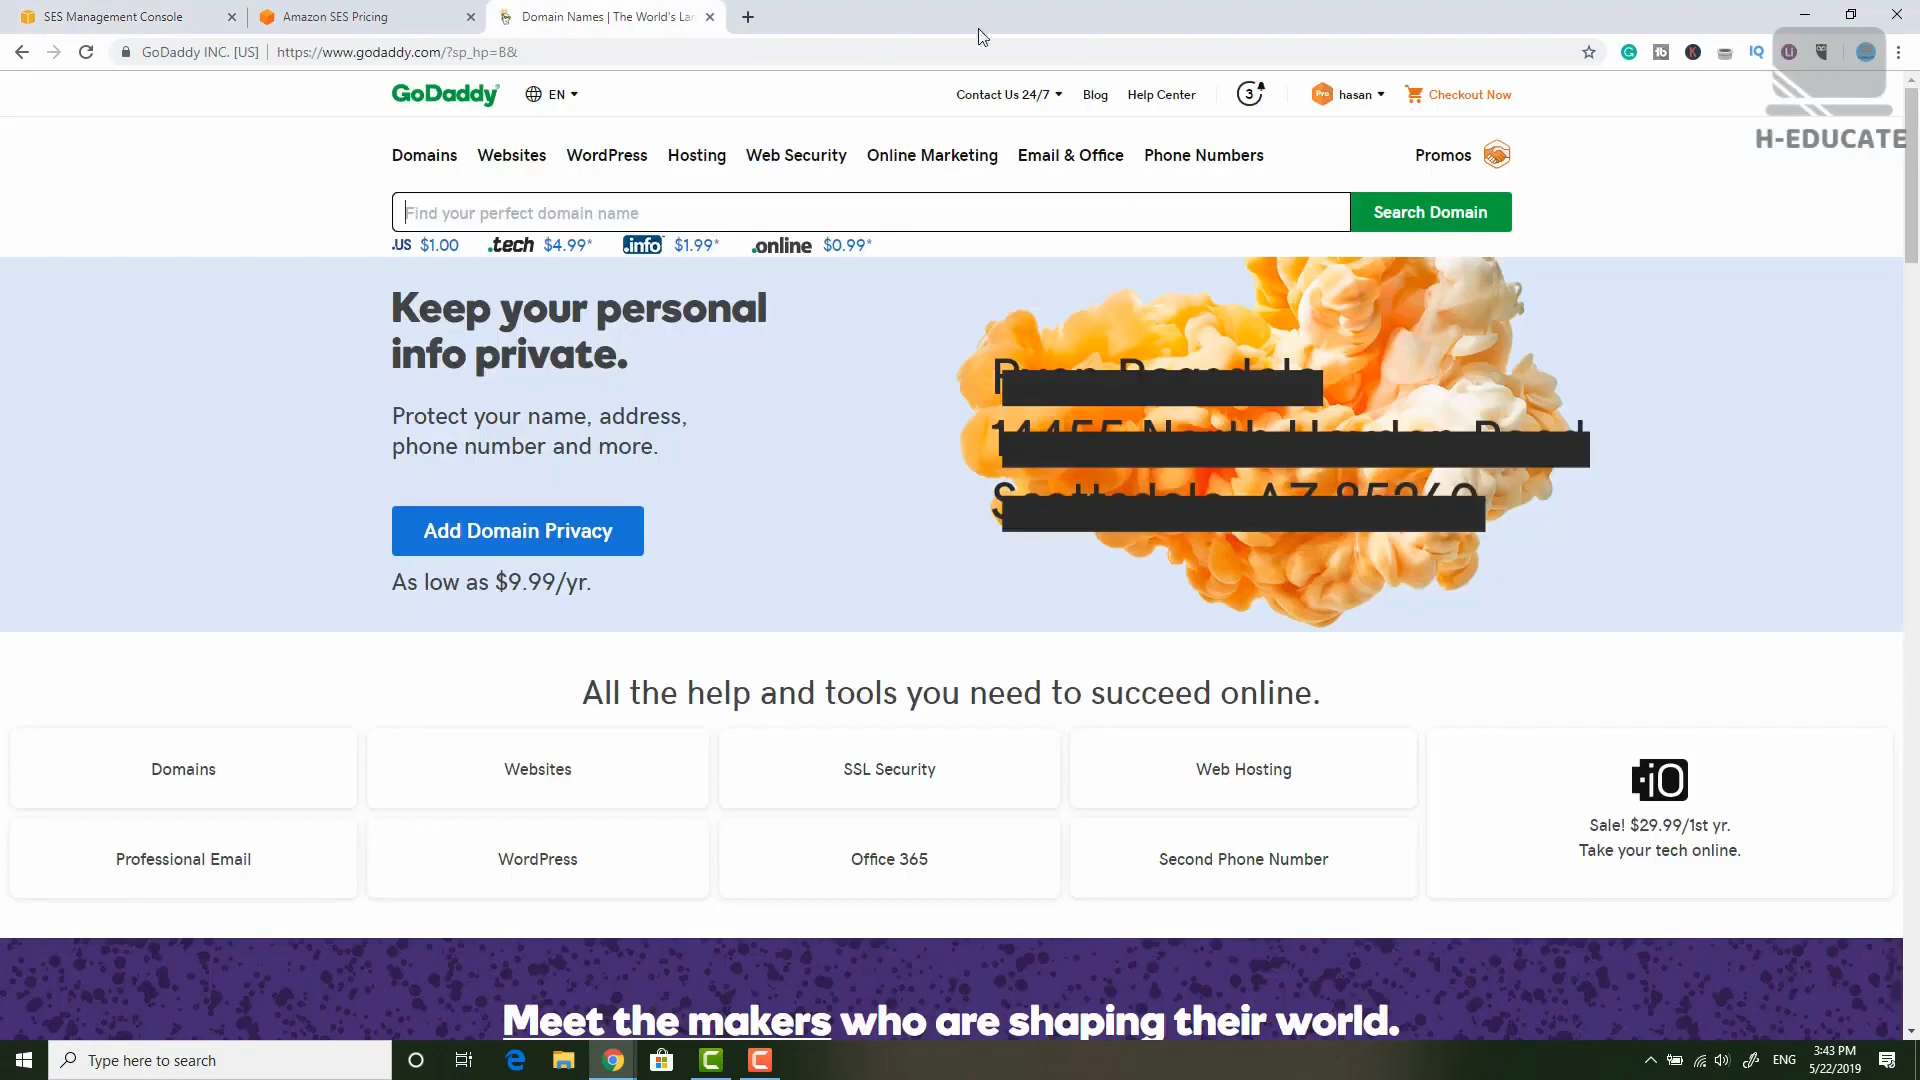 SES Management Console
Amazon SES Pricing
Domain Names | The World's Lar
GoDaddy INC. [US] | https://www.godaddy.com/?sp_hp=B&
GoDaddy
EN
Contact Us 24/7
Blog
Help Center
3
Pro
hasan
Checkout Now
H-EDUCATE
Domains
Websites
WordPress
Hosting
Web Security
Online Marketing
Email & Office
Phone Numbers
Promos
Find your perfect domain name
Search Domain
.US $1.00
.tech $4.99*
.info $1.99*
.online $0.99*
Keep your personal
info private.
Protect your name, address,
phone number and more.
Add Domain Privacy
As low as $9.99/yr.
All the help and tools you need to succeed online.
Domains
Websites
SSL Security
Web Hosting
.iO
Sale! $29.99/1st yr.
Take your tech online.
Professional Email
WordPress
Office 365
Second Phone Number
Meet the makers who are shaping their world.
Type here to search
ENG
3:43 PM
5/22/2019